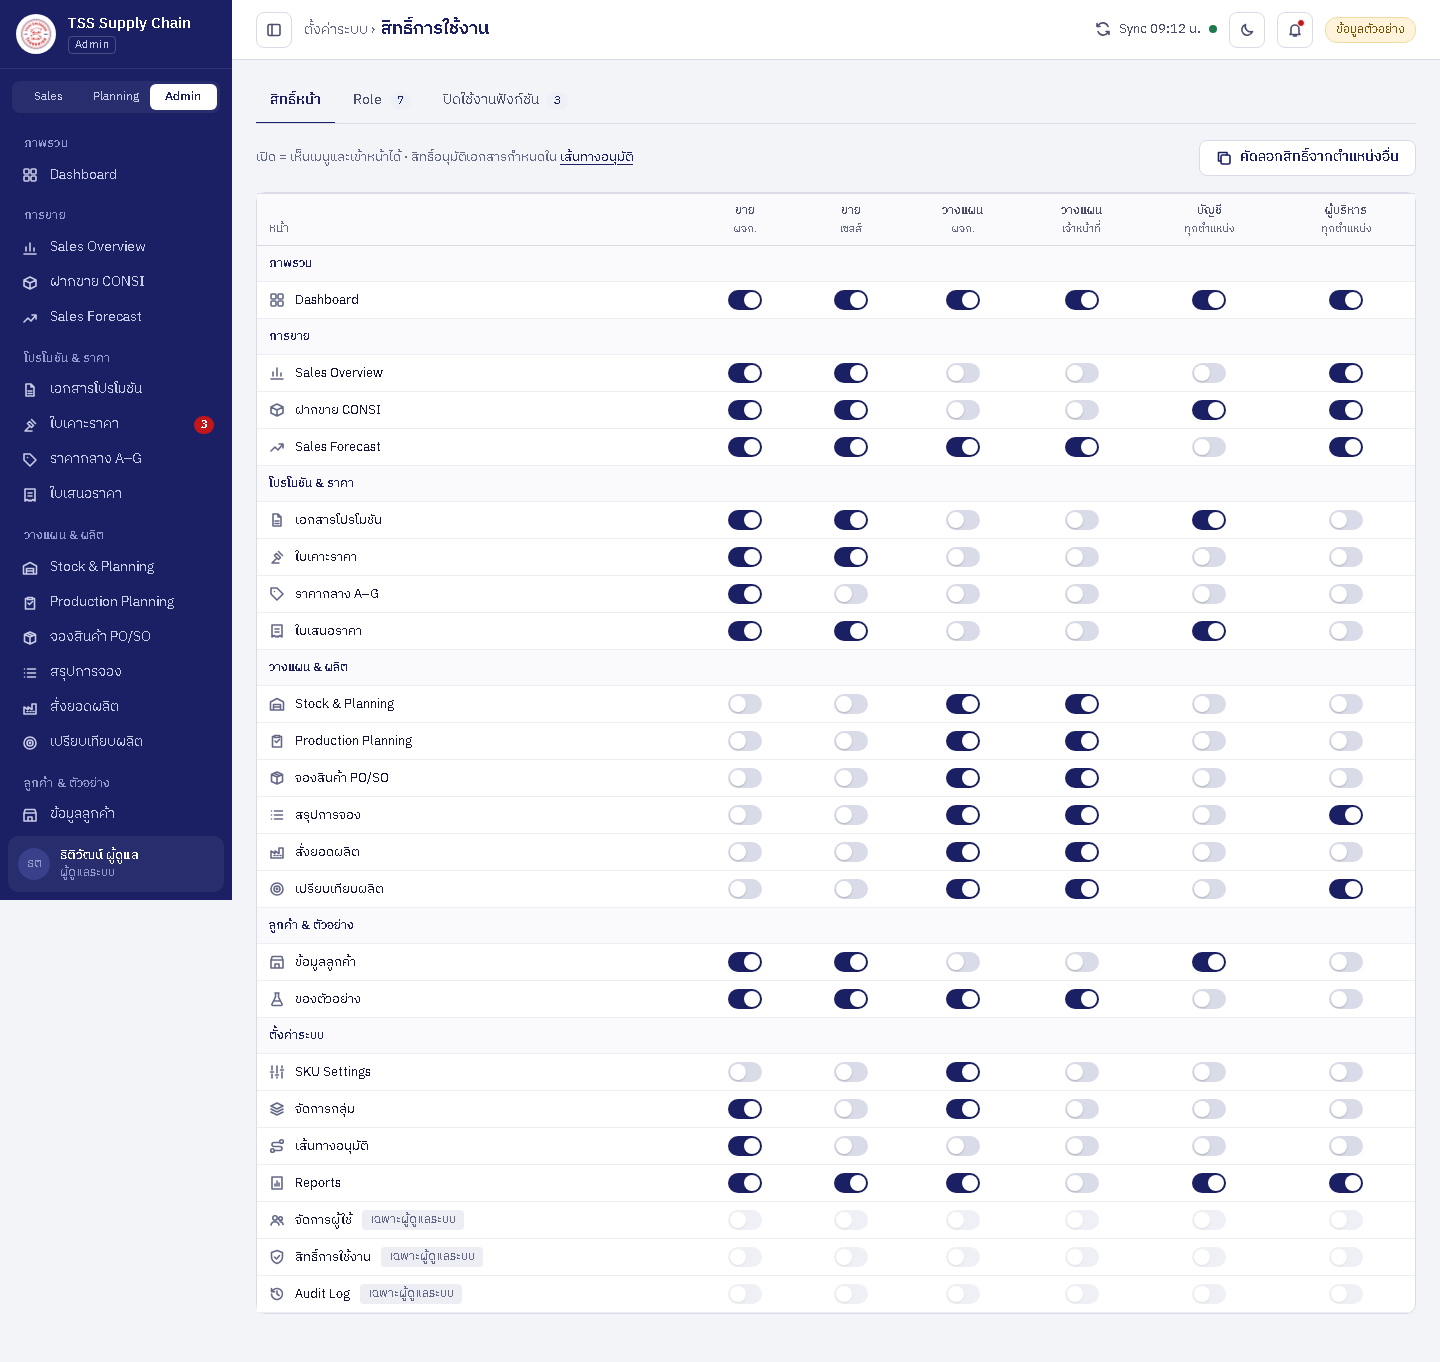 TSS Supply Chain
Admin
Sales Planning Admin
ภาพรวม
Dashboard
การขาย
Sales Overview
ฝากขาย CONSI
Sales Forecast
โปรโมชัน & ราคา
เอกสารโปรโมชัน
ใบเคาะราคา 3
ราคากลาง A–G
ใบเสนอราคา
วางแผน & ผลิต
Stock & Planning
Production Planning
จองสินค้า PO/SO
สรุปการจอง
สั่งยอดผลิต
เปรียบเทียบผลิต
ลูกค้า & ตัวอย่าง
ข้อมูลลูกค้า
ธต
ธิติวัฒน์ ผู้ดูแล
ผู้ดูแลระบบ
ตั้งค่าระบบ › สิทธิ์การใช้งาน
Sync 09:12 น.
ข้อมูลตัวอย่าง
สิทธิ์หน้า Role 7 ปิดใช้งานฟังก์ชัน 3
เปิด = เห็นเมนูและเข้าหน้าได้ · สิทธิ์อนุมัติเอกสารกำหนดใน เส้นทางอนุมัติ
คัดลอกสิทธิ์จากตำแหน่งอื่น
หน้า
ขาย ผจก.
ขาย เซลส์
วางแผน ผจก.
วางแผน เจ้าหน้าที่
บัญชี ทุกตำแหน่ง
ผู้บริหาร ทุกตำแหน่ง
ภาพรวม
Dashboard
การขาย
Sales Overview
ฝากขาย CONSI
Sales Forecast
โปรโมชัน & ราคา
เอกสารโปรโมชัน
ใบเคาะราคา
ราคากลาง A–G
ใบเสนอราคา
วางแผน & ผลิต
Stock & Planning
Production Planning
จองสินค้า PO/SO
สรุปการจอง
สั่งยอดผลิต
เปรียบเทียบผลิต
ลูกค้า & ตัวอย่าง
ข้อมูลลูกค้า
ของตัวอย่าง
ตั้งค่าระบบ
SKU Settings
จัดการกลุ่ม
เส้นทางอนุมัติ
Reports
จัดการผู้ใช้ เฉพาะผู้ดูแลระบบ
สิทธิ์การใช้งาน เฉพาะผู้ดูแลระบบ
Audit Log เฉพาะผู้ดูแลระบบ